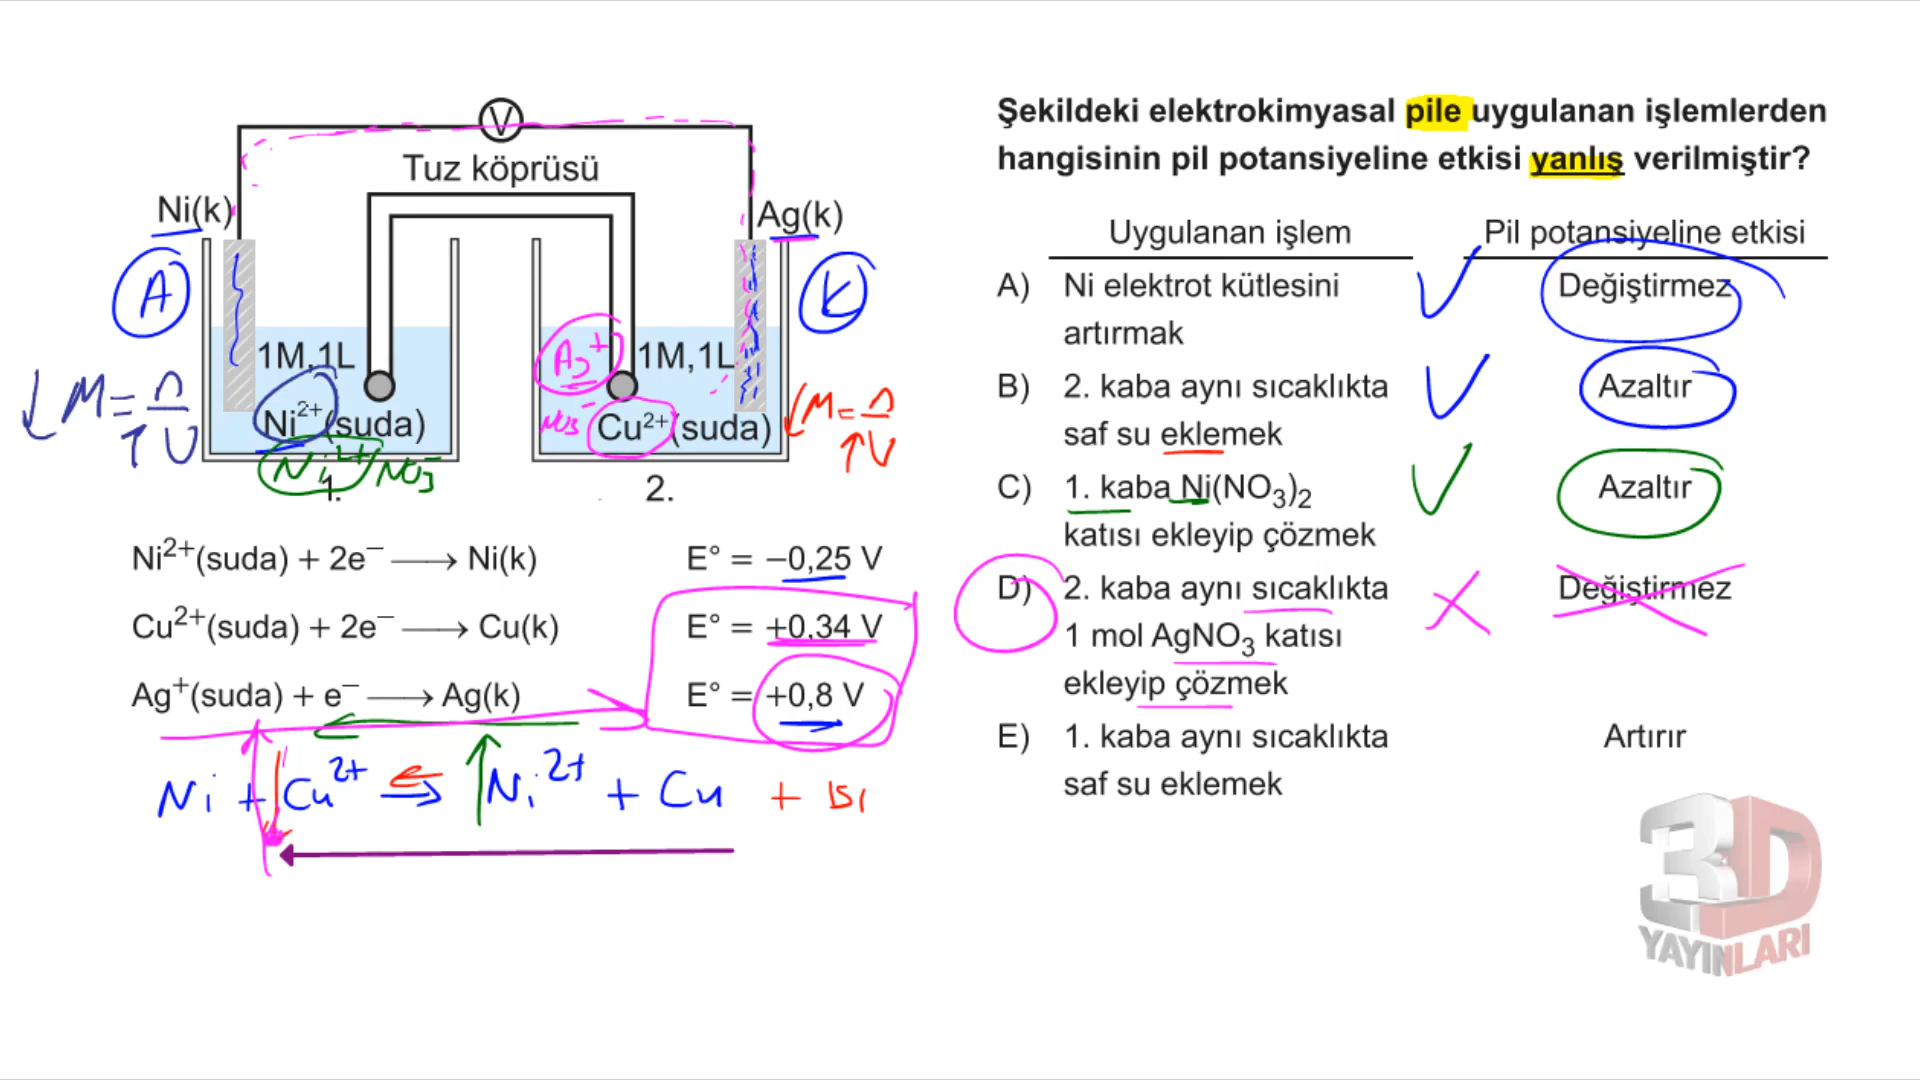 Şekildeki elektrokimyasal pile uygulanan işlemlerden
hangisinin pil potansiyeline etkisi yanlış verilmiştir?
V
Tuz köprüsü
Ni(k)
Ag(k)
A
K
1M,1L
Ni²⁺(suda)
Ag⁺
1M,1L
NO₃⁻
Cu²⁺(suda)
↓ M = n / ↑V
↓ M = n / ↑V
Ni²⁺ NO₃⁻
1.
2.
Ni²⁺(suda) + 2e⁻ ⟶ Ni(k) E° = −0,25 V
Cu²⁺(suda) + 2e⁻ ⟶ Cu(k) E° = +0,34 V
Ag⁺(suda) + e⁻ ⟶ Ag(k) E° = +0,8 V
Ni + Cu²⁺ ⇌ Ni²⁺ + Cu + ısı
Uygulanan işlem Pil potansiyeline etkisi
A) Ni elektrot kütlesini Değiştirmez
artırmak
B) 2. kaba aynı sıcaklıkta Azaltır
saf su eklemek
C) 1. kaba Ni(NO₃)₂ Azaltır
katısı ekleyip çözmek
D) 2. kaba aynı sıcaklıkta Değiştirmez
1 mol AgNO₃ katısı
ekleyip çözmek
E) 1. kaba aynı sıcaklıkta Artırır
saf su eklemek
3D
YAYINLARI